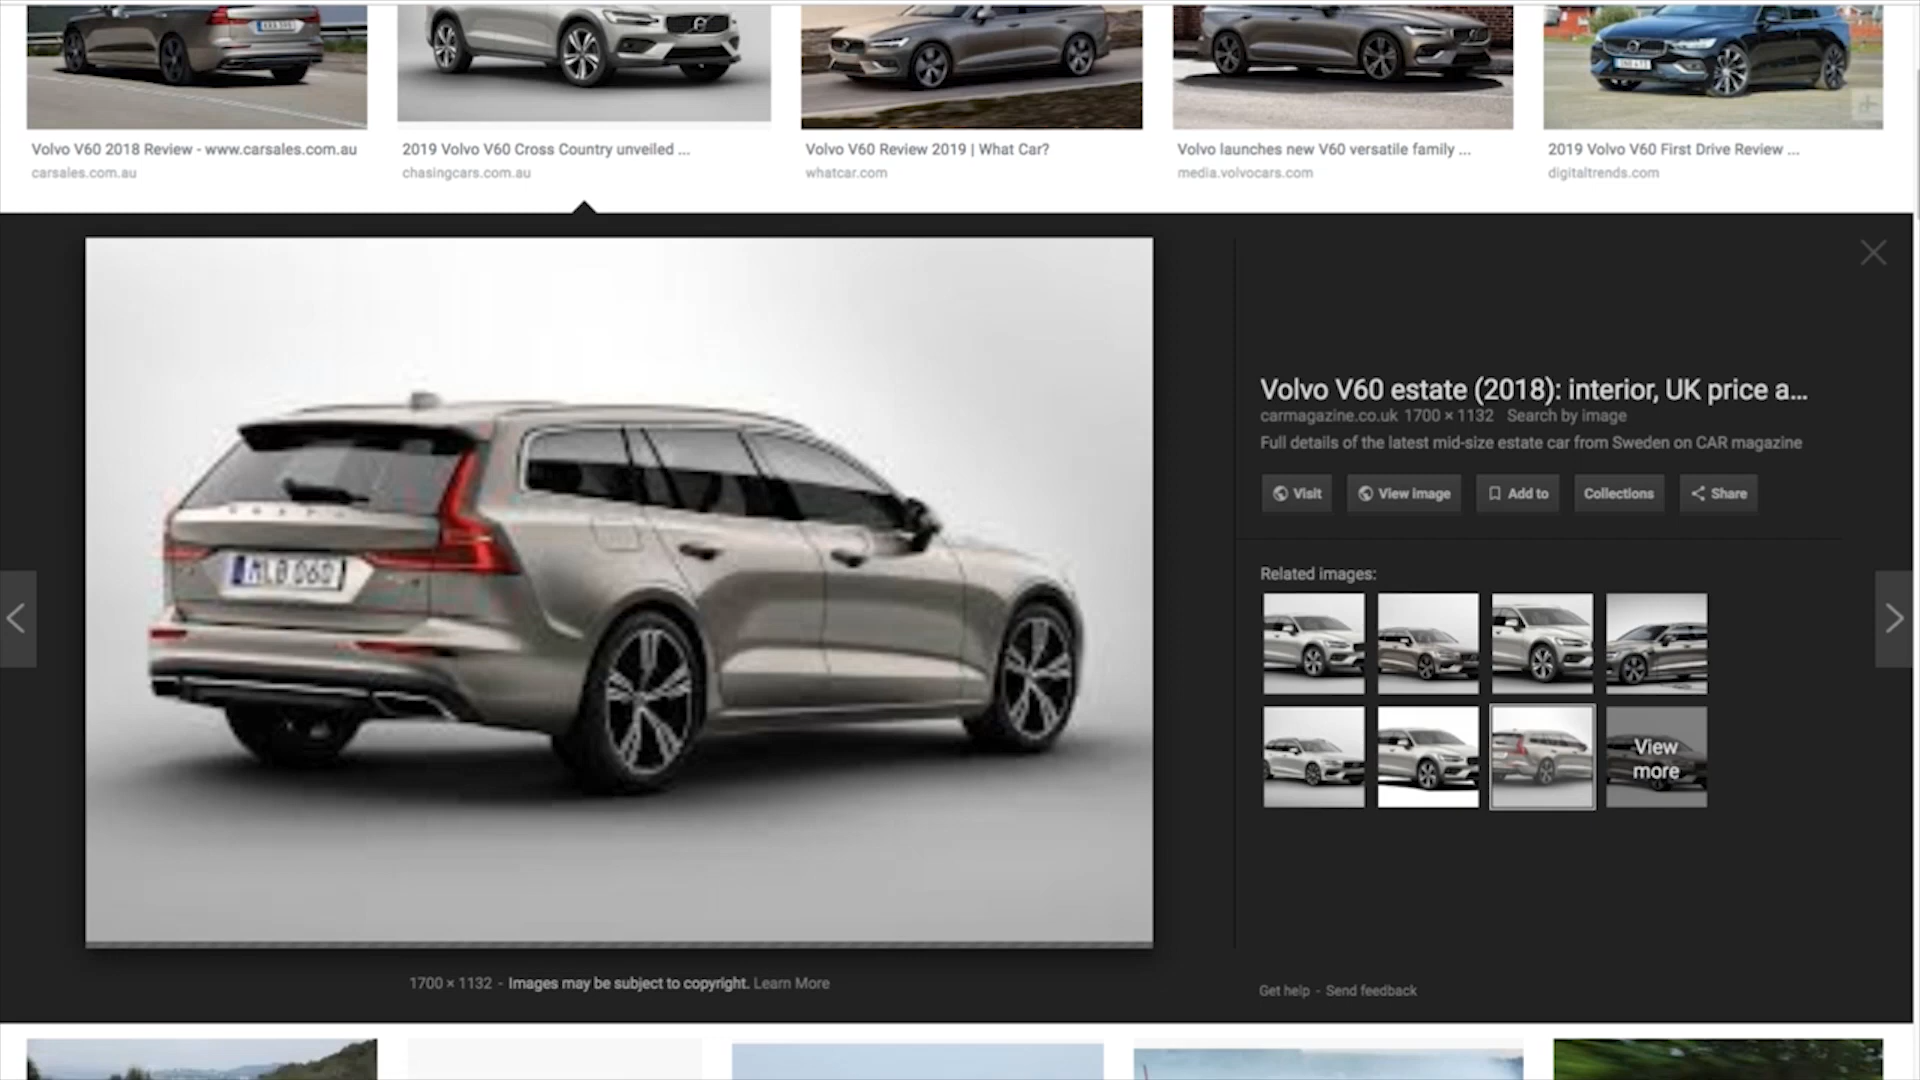 Volvo V60 2018 Review - www.carsales.com.au
carsales.com.au
2019 Volvo V60 Cross Country unveiled ...
chasingcars.com.au
Volvo V60 Review 2019 | What Car?
whatcar.com
Volvo launches new V60 versatile family ...
media.volvocars.com
2019 Volvo V60 First Drive Review ...
digitaltrends.com
Volvo V60 estate (2018): interior, UK price a...
carmagazine.co.uk 1700 × 1132 Search by image
Full details of the latest mid-size estate car from Sweden on CAR magazine
Visit
View image
Add to
Collections
Share
Related images:
View
more
VOLVO
MLB 060
1700 × 1132 - Images may be subject to copyright. Learn More
Get help - Send feedback